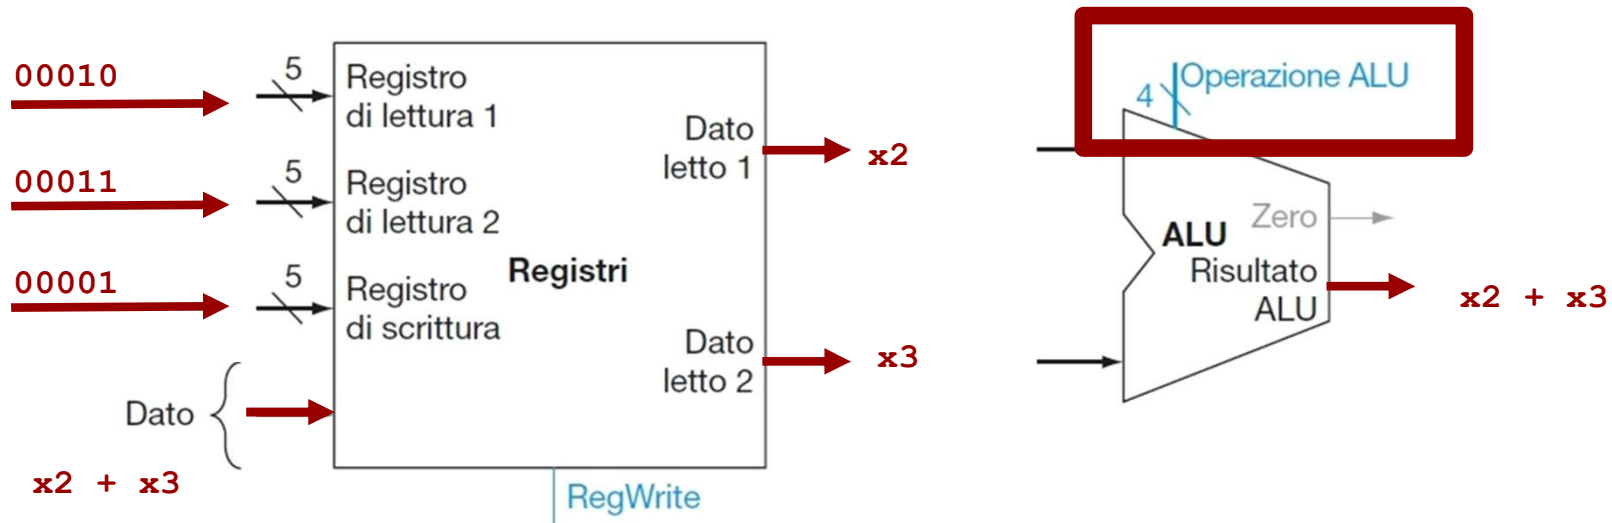 00010
5
Registro
di lettura 1
00011
5
Registro
di lettura 2
00001
5
Registro
di scrittura
Dato
x2 + x3
Registri
Dato
letto 1
x2
Dato
letto 2
x3
RegWrite
4
Operazione ALU
ALU
Zero
Risultato
ALU
x2 + x3